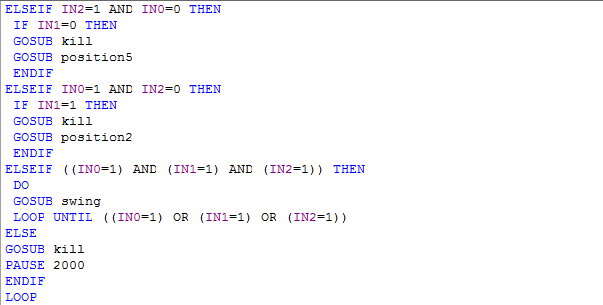 ELSEIF IN2=1 AND IN0=0 THEN
IF IN1=0 THEN
GOSUB kill
GOSUB position5
ENDIF
ELSEIF IN0=1 AND IN2=0 THEN
IF IN1=1 THEN
GOSUB kill
GOSUB position2
ENDIF
ELSEIF ((IN0=1) AND (IN1=1) AND (IN2=1)) THEN
DO
GOSUB swing
LOOP UNTIL ((IN0=1) OR (IN1=1) OR (IN2=1))
ELSE
GOSUB kill
PAUSE 2000
ENDIF
LOOP